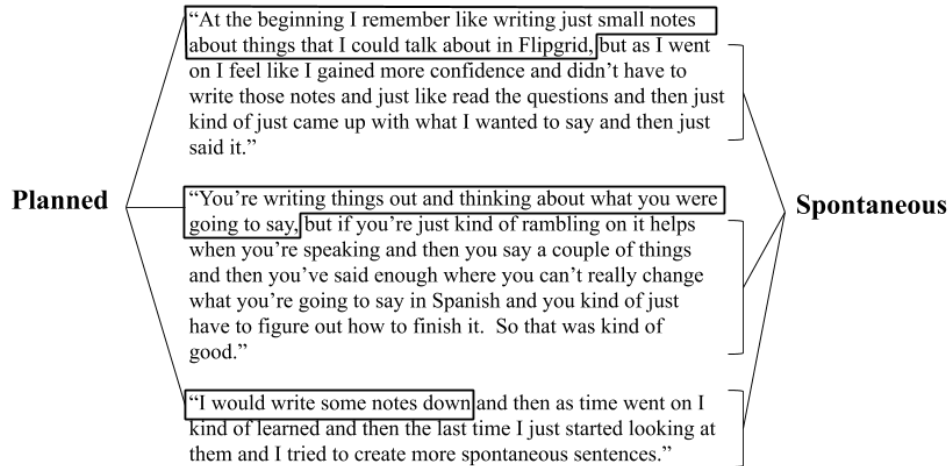 “At the beginning I remember like writing just small notes
about things that I could talk about in Flipgrid, but as I went
on I feel like I gained more confidence and didn’t have to
write those notes and just like read the questions and then just
kind of just came up with what I wanted to say and then just
said it.”
Planned
“You’re writing things out and thinking about what you were
going to say, but if you’re just kind of rambling on it helps
when you’re speaking and then you say a couple of things
and then you’ve said enough where you can’t really change
what you’re going to say in Spanish and you kind of just
have to figure out how to finish it.  So that was kind of
good.”
Spontaneous
“I would write some notes down and then as time went on I
kind of learned and then the last time I just started looking at
them and I tried to create more spontaneous sentences.”